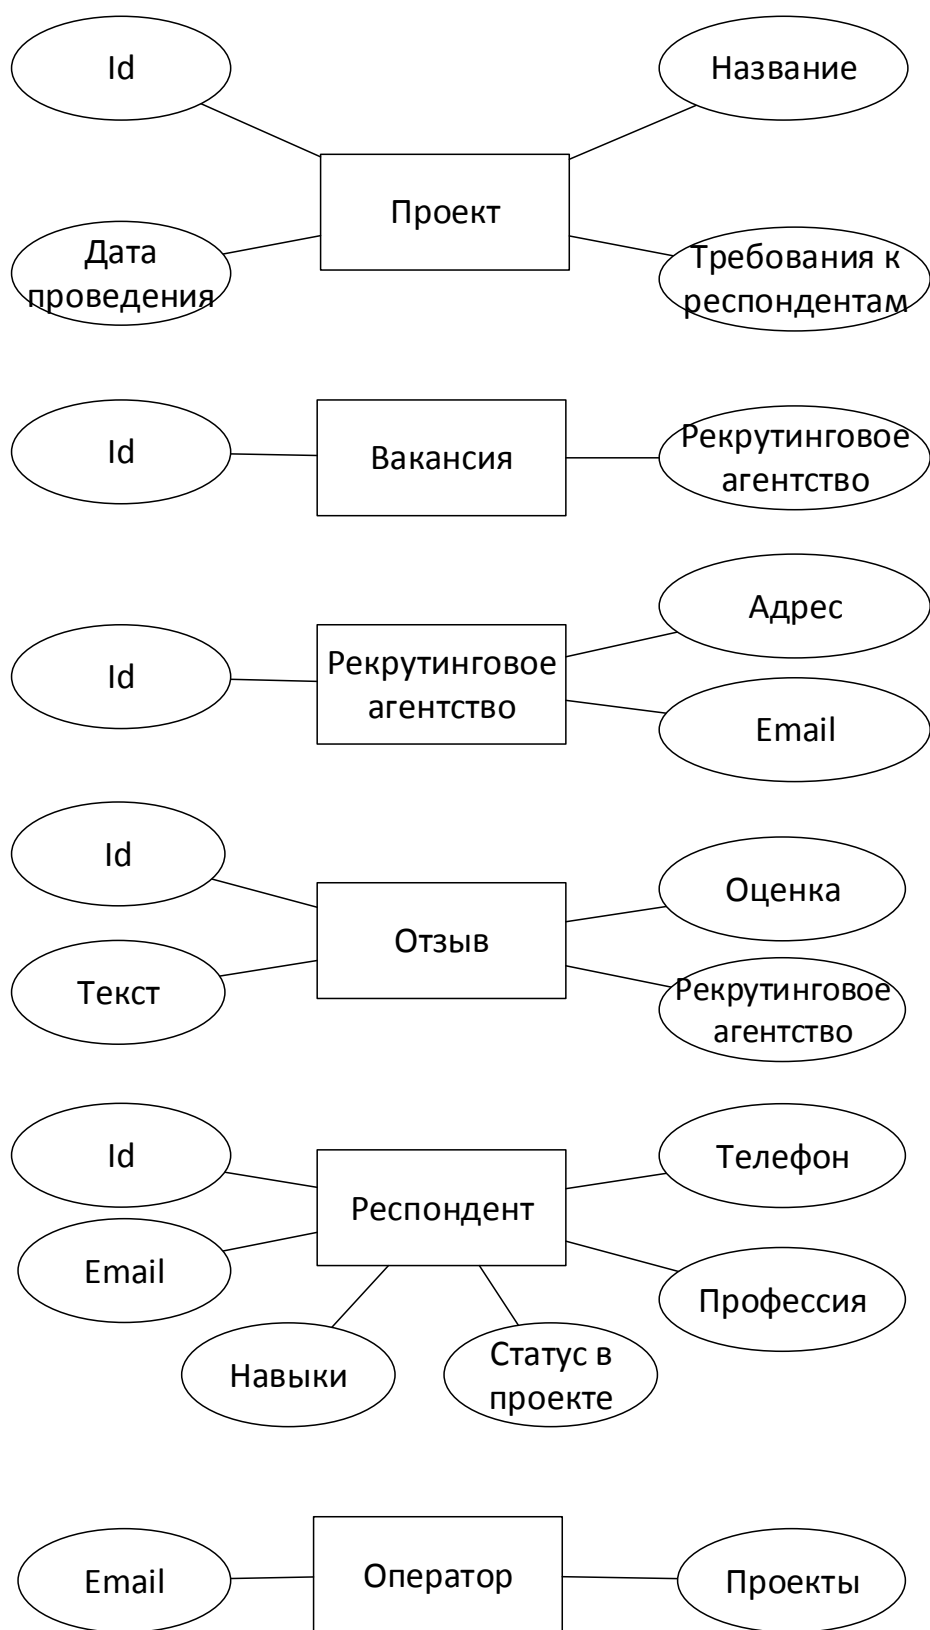 Id
Название
Проект
Дата
проведения
Требования к
респондентам
Id
Вакансия
Рекрутинговое
агентство
Адрес
Id
Рекрутинговое
агентство
Email
Id
Оценка
Отзыв
Текст
Рекрутинговое
агентство
Id
Телефон
Респондент
Email
Профессия
Навыки
Статус в
проекте
Email
Оператор
Проекты